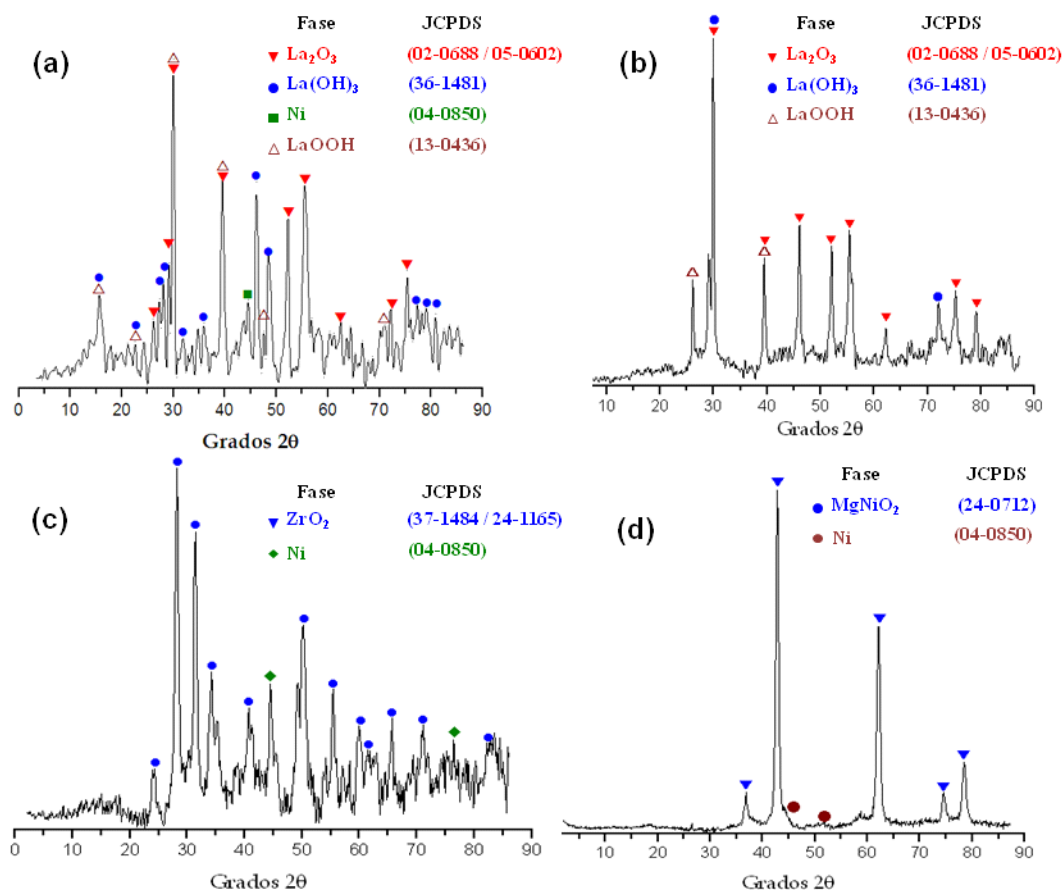 (a)
Fase JCPDS
▼ La₂O₃ (02-0688 / 05-0602)
● La(OH)₃ (36-1481)
■ Ni (04-0850)
△ LaOOH (13-0436)
0 10 20 30 40 50 60 70 80 90
Grados 2θ
(b)
Fase JCPDS
▼ La₂O₃ (02-0688 / 05-0602)
● La(OH)₃ (36-1481)
△ LaOOH (13-0436)
10 20 30 40 50 60 70 80 90
Grados 2θ
(c)
Fase JCPDS
▼ ZrO₂ (37-1484 / 24-1165)
◆ Ni (04-0850)
0 10 20 30 40 50 60 70 80 90
Grados 2θ
(d)
Fase JCPDS
● MgNiO₂ (24-0712)
● Ni (04-0850)
10 20 30 40 50 60 70 80 90
Grados 2θ